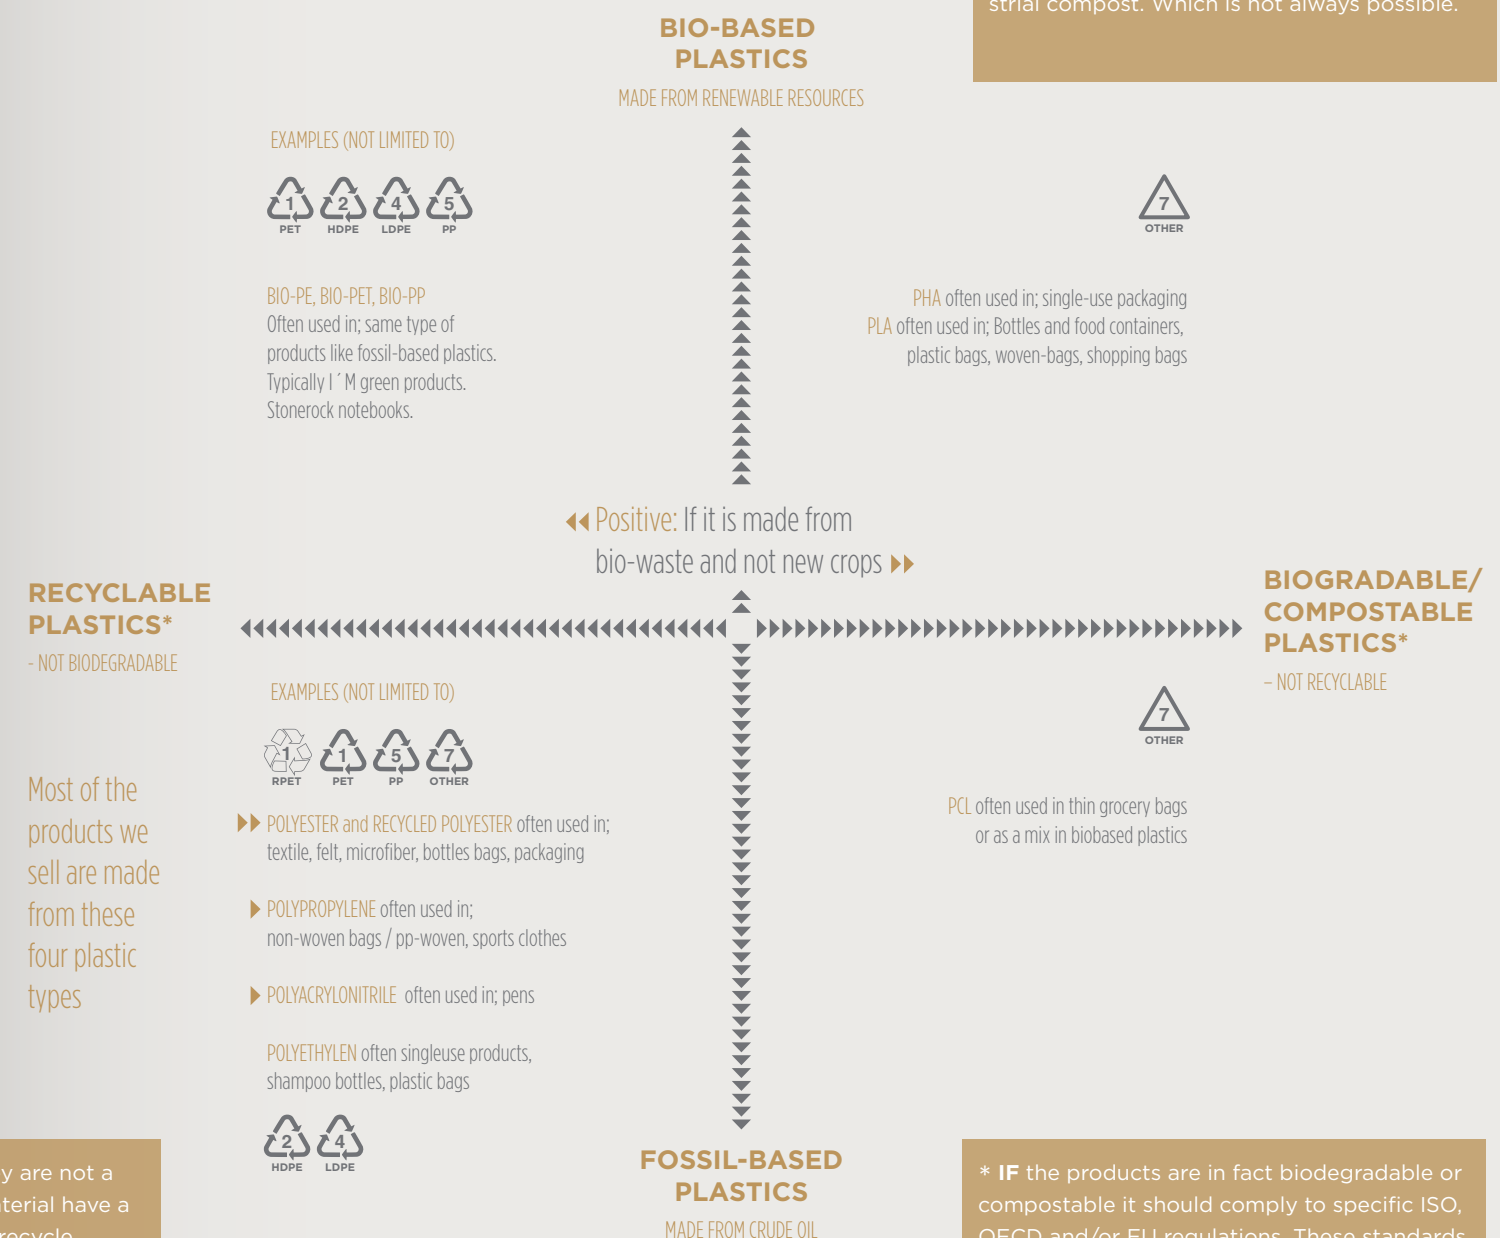 strial compost. Which is not always possible.
BIO-BASED
PLASTICS
MADE FROM RENEWABLE RESOURCES
EXAMPLES (NOT LIMITED TO)
1 2 4 5
PET HDPE LDPE PP
7
OTHER
BIO-PE, BIO-PET, BIO-PP
Often used in; same type of
products like fossil-based plastics.
Typically I´M green products.
Stonerock notebooks.
PHA often used in; single-use packaging
PLA often used in; Bottles and food containers,
plastic bags, woven-bags, shopping bags
Positive: If it is made from
bio-waste and not new crops
RECYCLABLE
PLASTICS*
- NOT BIODEGRADABLE
BIOGRADABLE/
COMPOSTABLE
PLASTICS*
– NOT RECYCLABLE
EXAMPLES (NOT LIMITED TO)
1 1 5 7
RPET PET PP OTHER
7
OTHER
Most of the
products we
sell are made
from these
four plastic
types
POLYESTER and RECYCLED POLYESTER often used in;
textile, felt, microfiber, bottles bags, packaging
POLYPROPYLENE often used in;
non-woven bags / pp-woven, sports clothes
POLYACRYLONITRILE often used in; pens
POLYETHYLEN often singleuse products,
shampoo bottles, plastic bags
2 4
HDPE LDPE
PCL often used in thin grocery bags
or as a mix in biobased plastics
FOSSIL-BASED
PLASTICS
MADE FROM CRUDE OIL
y are not a
terial have a
recycle
* IF the products are in fact biodegradable or
compostable it should comply to specific ISO,
OECD and/or EU regulations. These standards